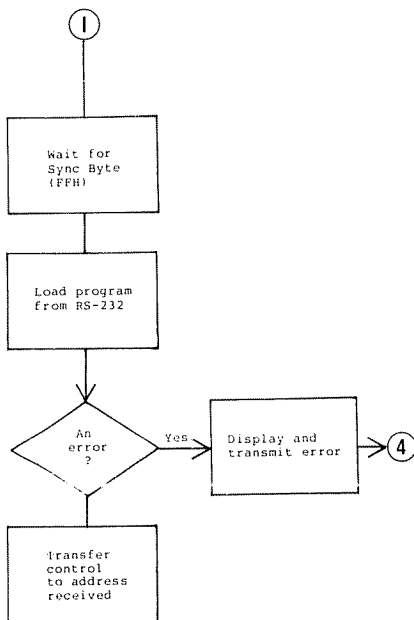 1
Wait for
Sync Byte
(FFH)
Load program
from RS-232
An
error
?
Yes
Display and
transmit error
4
Transfer
control
to address
received